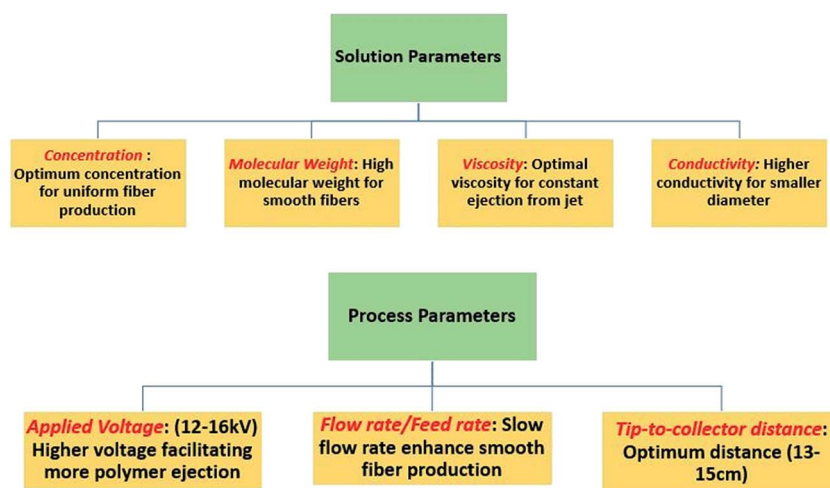 Solution Parameters
Concentration :
Optimum concentration
for uniform fiber
production
Molecular Weight: High
molecular weight for
smooth fibers
Viscosity: Optimal
viscosity for constant
ejection from jet
Conductivity: Higher
conductivity for smaller
diameter
Process Parameters
Applied Voltage: (12-16kV)
Higher voltage facilitating
more polymer ejection
Flow rate/Feed rate: Slow
flow rate enhance smooth
fiber production
Tip-to-collector distance:
Optimum distance (13-
15cm)